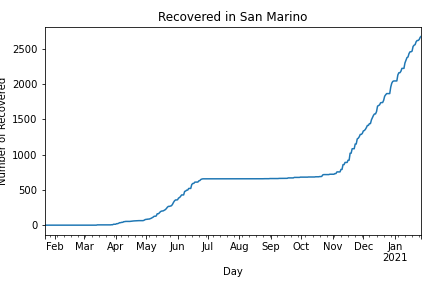 Recovered in San Marino
Number of Recovered
2500
2000
1500
1000
500
0
Feb Mar Apr May Jun Jul Aug Sep Oct Nov Dec Jan
2021
Day